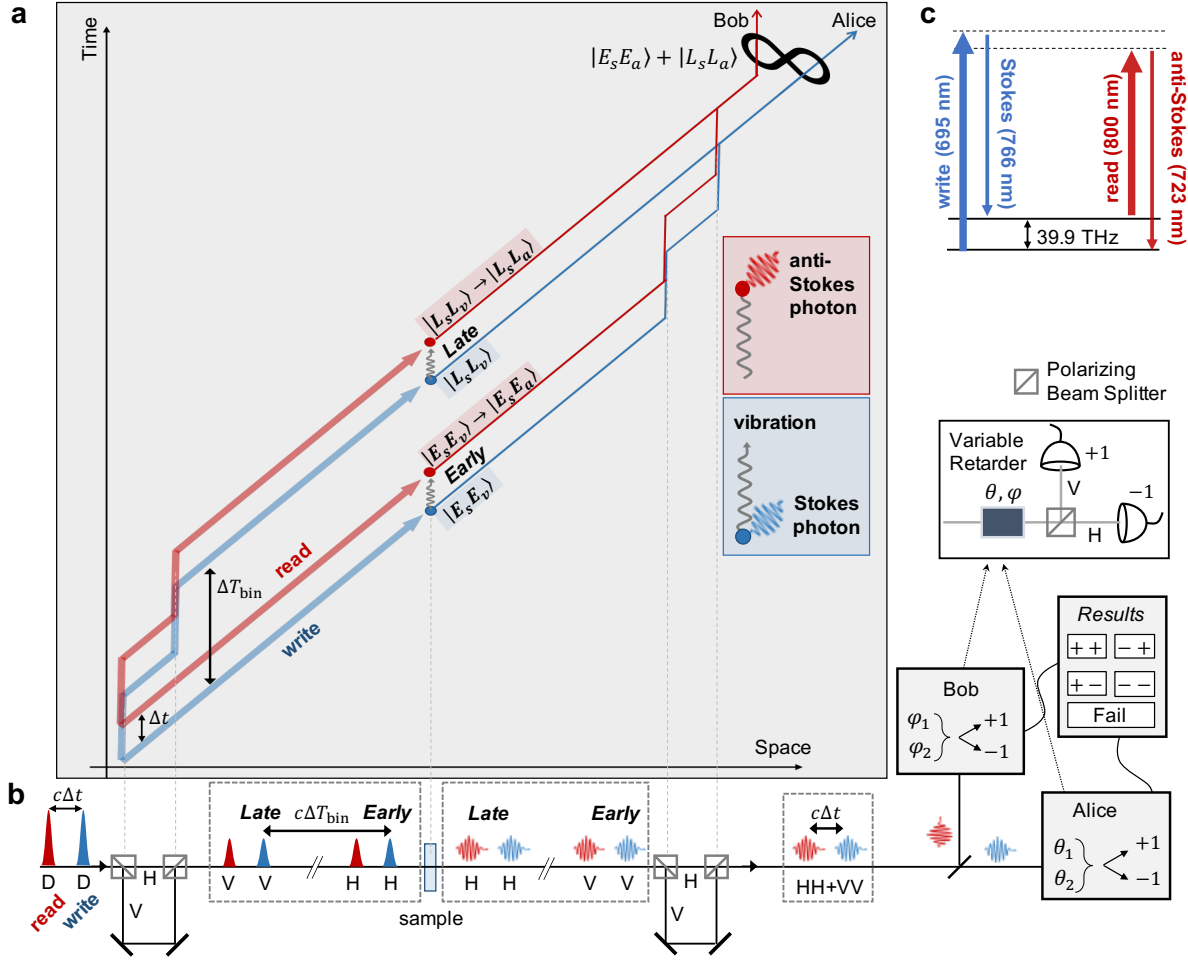 a
Time
Bob
Alice
|E_s E_a⟩ + |L_s L_a⟩
|L_s L_v⟩ → |L_s L_a⟩
Late
|L_s L_v⟩
|E_s E_v⟩ → |E_s E_a⟩
Early
|E_s E_v⟩
read
write
ΔT_bin
Δt
Space
anti-
Stokes
photon
vibration
Stokes
photon
b
cΔt
D D
read
write
H
V
Late
cΔT_bin
Early
V V
H H
sample
Late
Early
H H
V V
H
V
cΔt
HH+VV
c
write (695 nm)
Stokes (766 nm)
read (800 nm)
anti-Stokes (723 nm)
39.9 THz
Polarizing
Beam Splitter
Variable
Retarder
+1
V
θ, φ
−1
H
Results
+ +
− +
+ −
− −
Fail
Bob
φ_1
φ_2
+1
−1
Alice
θ_1
θ_2
+1
−1